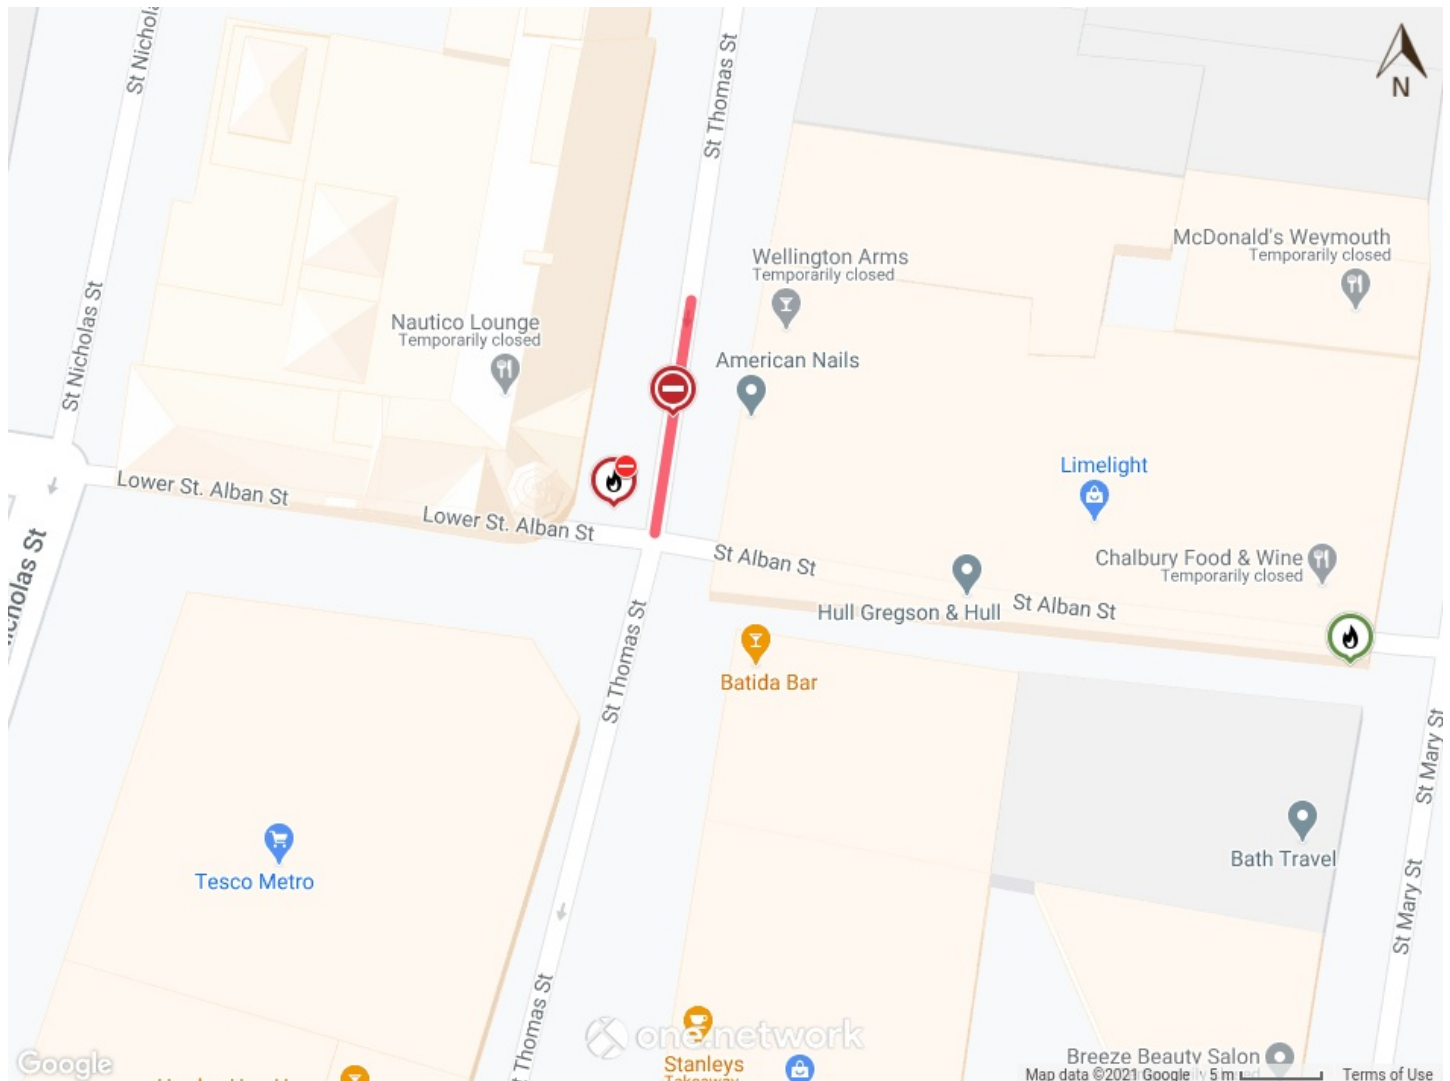 St Nichola
St Thomas St
N
McDonald's Weymouth
Temporarily closed
Wellington Arms
Temporarily closed
St Nicholas St
Nautico Lounge
Temporarily closed
American Nails
Limelight
Lower St. Alban St
Lower St. Alban St
St Alban St
Chalbury Food & Wine
Temporarily closed
Hull Gregson & Hull
St Alban St
icholas St
St Thomas St
Batida Bar
St Mary St
Tesco Metro
Bath Travel
St Mary St
t Thomas St
one.network
Stanleys
Takeaway
Breeze Beauty Salon
Google
Map data ©2021 Google
5 m
Terms of Use